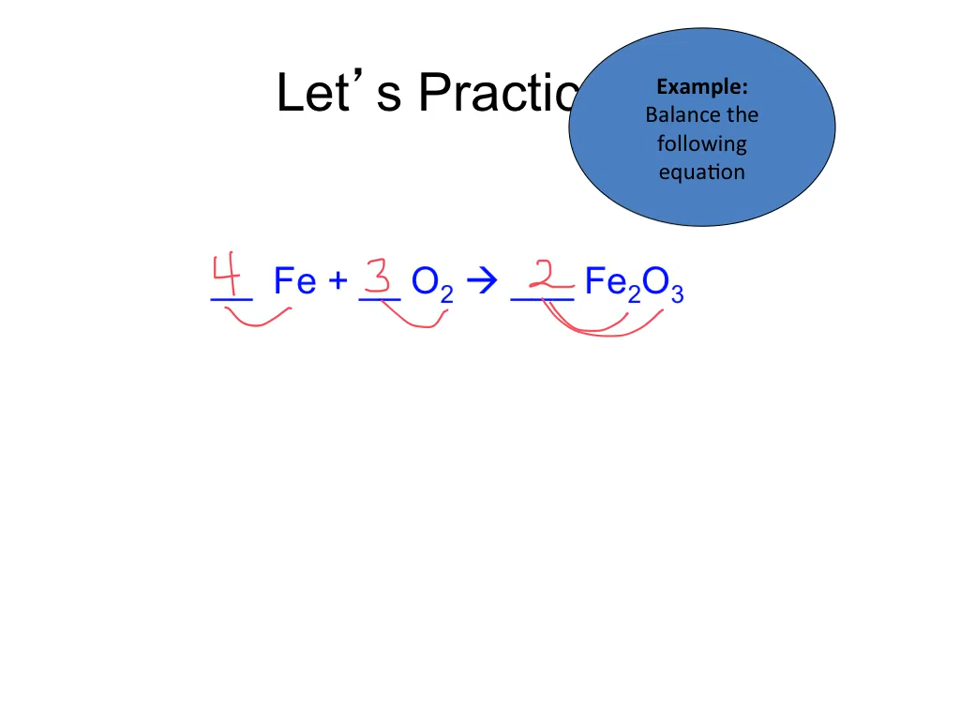 Let’s Practic
Example:
Balance the
following
equation
4 Fe + 3 O2 → 2 Fe2O3